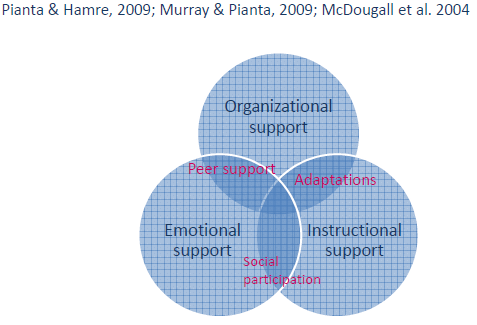 Pianta & Hamre, 2009; Murray & Pianta, 2009; McDougall et al. 2004
Organizational
support
Peer support
Adaptations
Emotional
support
Instructional
support
Social
participation